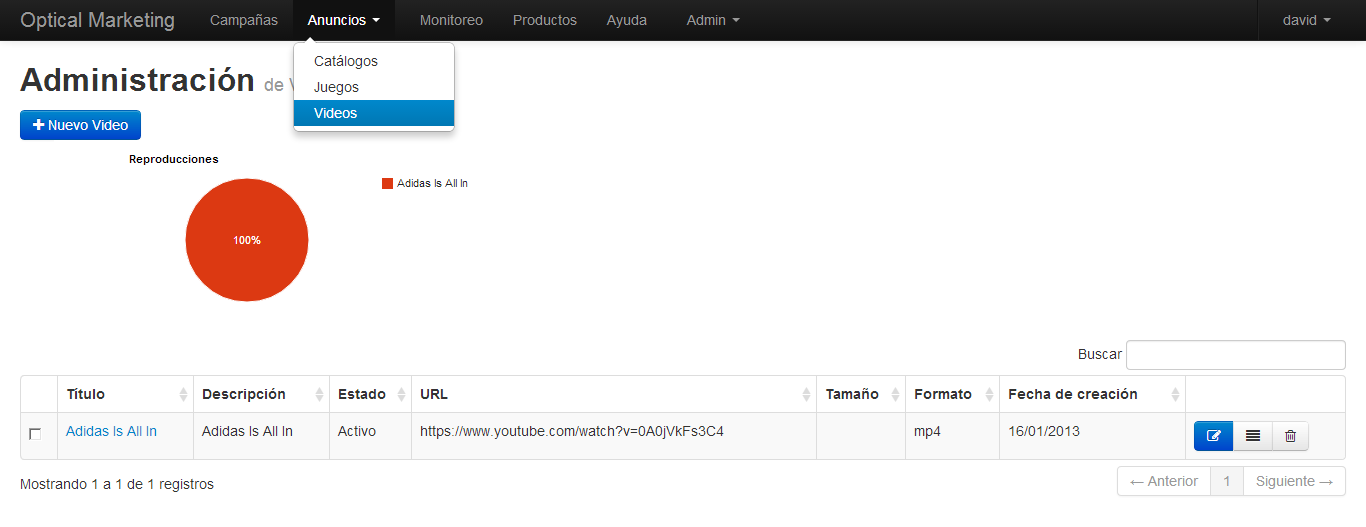 Optical Marketing Campañas Anuncios Monitoreo Productos Ayuda Admin david
Catálogos
Juegos
Videos
Administración de
Nuevo Video
Reproducciones
Adidas Is All In
100%
Buscar
Título Descripción Estado URL Tamaño Formato Fecha de creación
Adidas Is All In Adidas Is All In Activo https://www.youtube.com/watch?v=0A0jVkFs3C4 mp4 16/01/2013
Mostrando 1 a 1 de 1 registros
← Anterior 1 Siguiente →